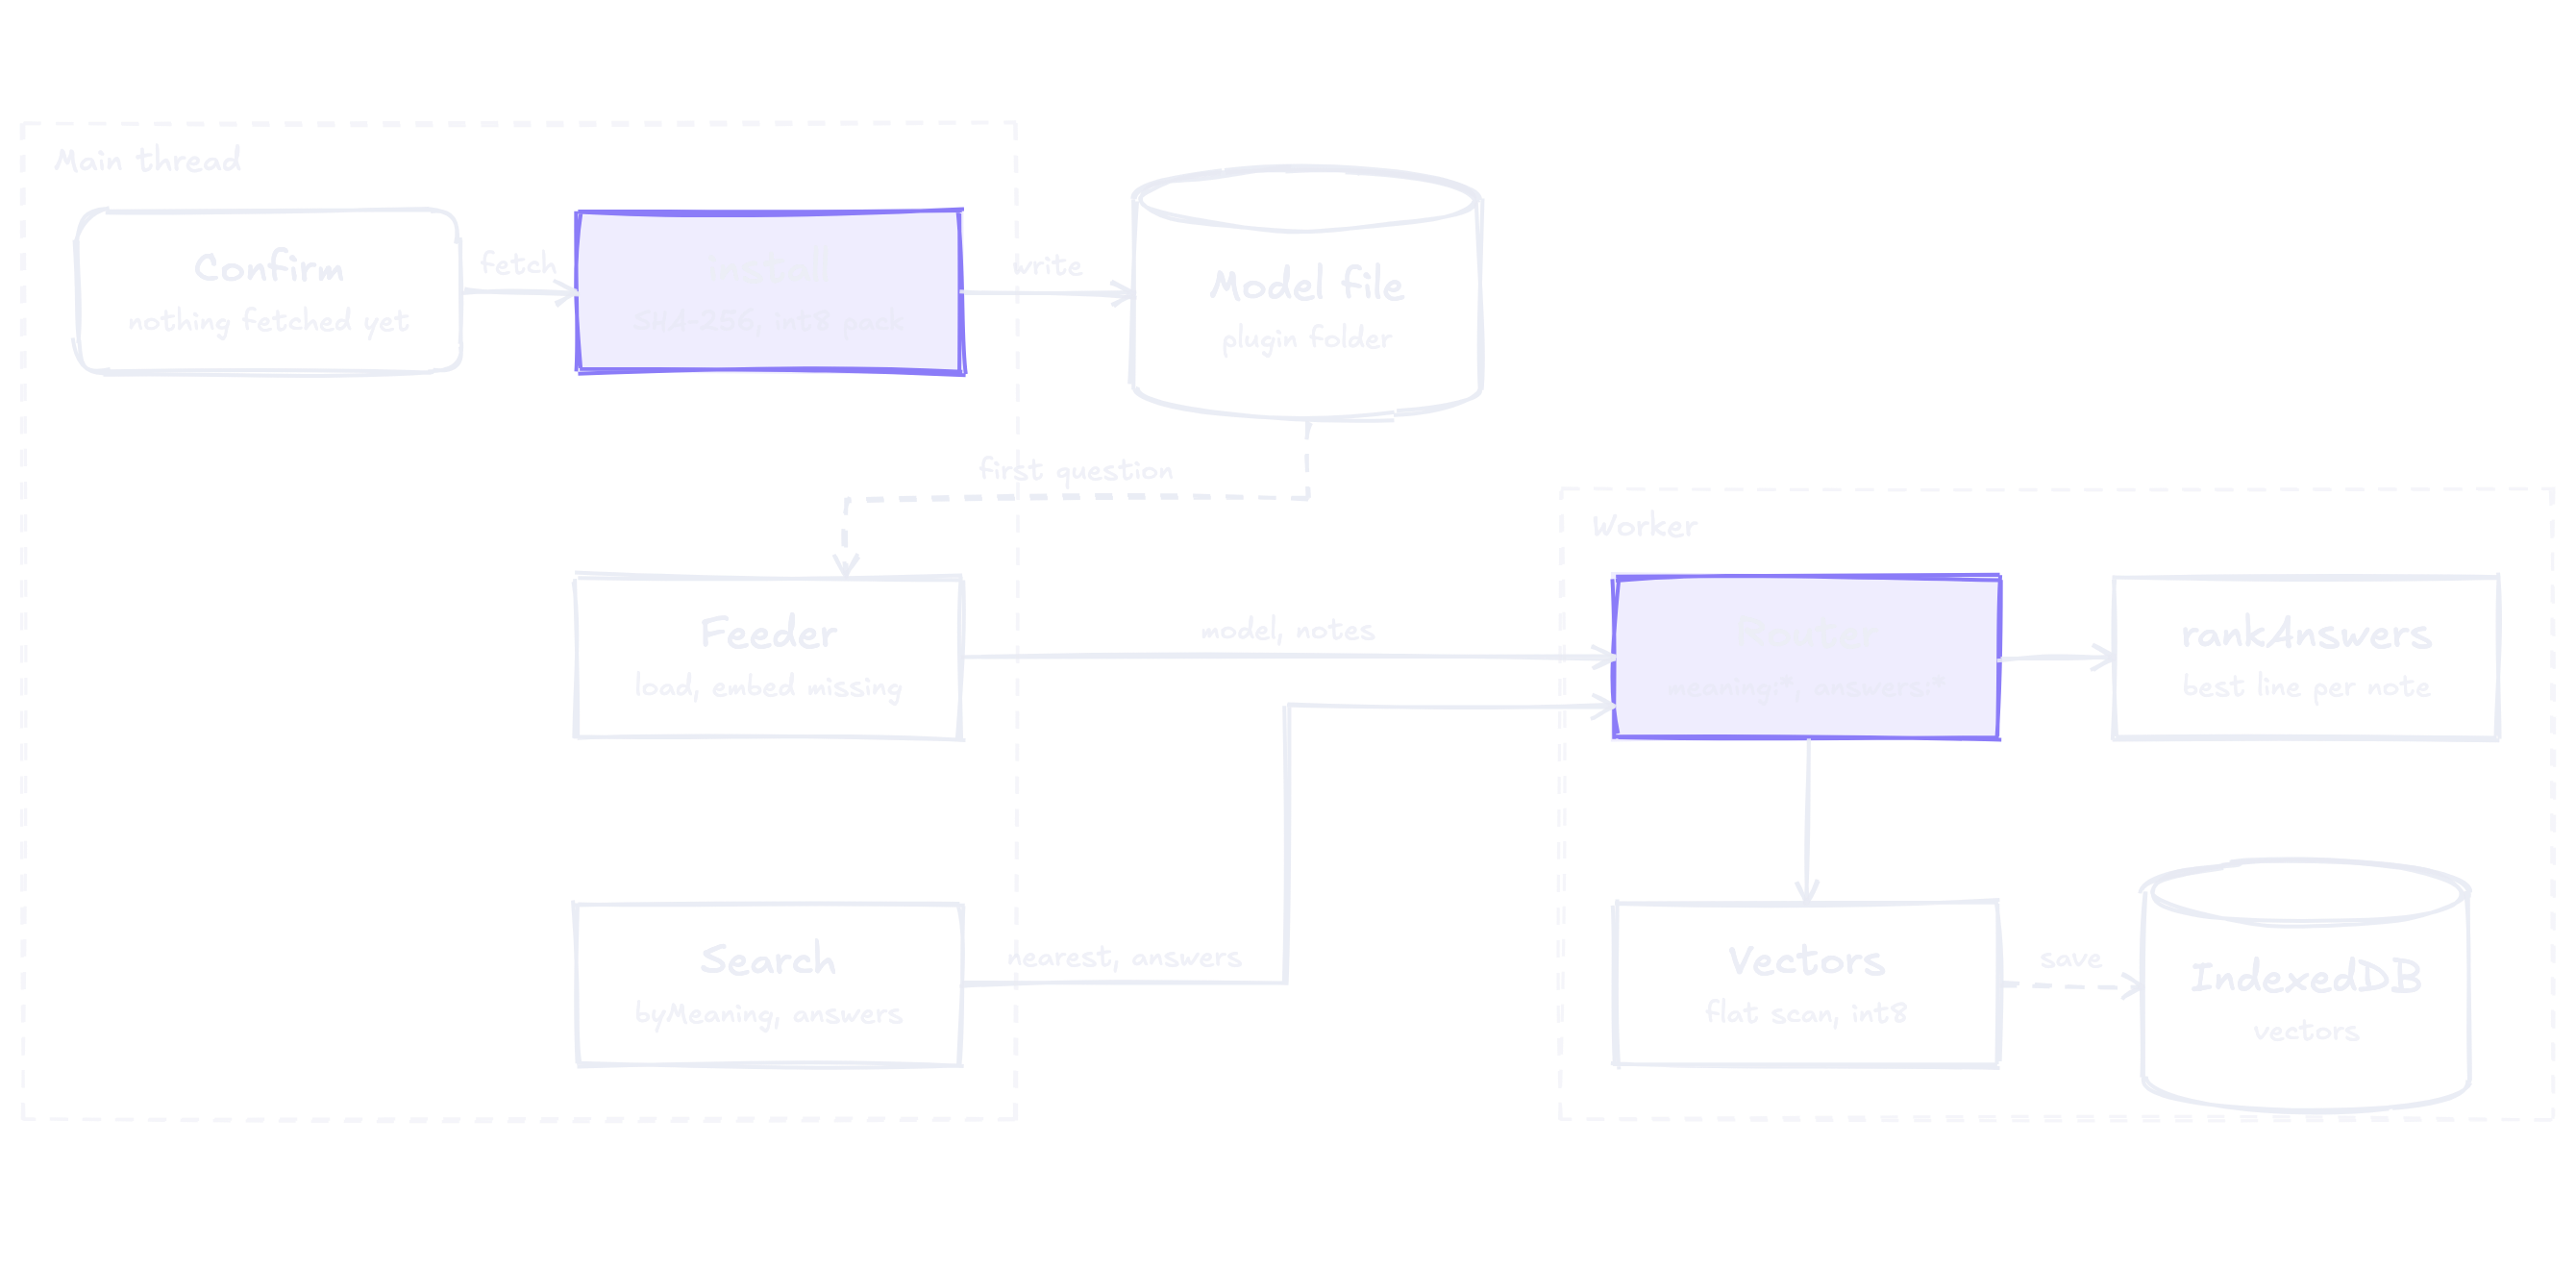 Main thread
Confirm
nothing fetched yet
fetch
Install
SHA-256, int8 pack
write
Model file
plugin folder
first question
Worker
Feeder
load, embed missing
model, notes
Router
meaning:*, answers:*
rankAnswers
best line per note
Search
byMeaning, answers
nearest, answers
Vectors
flat scan, int8
save
IndexedDB
vectors